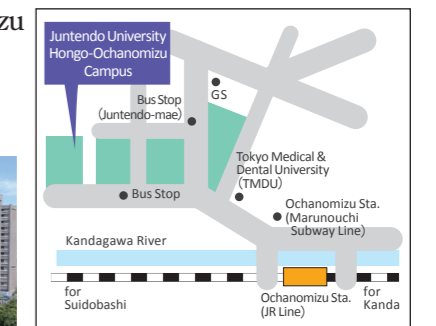 zu
Juntendo University
Hongo-Ochanomizu
Campus
GS
Bus Stop
(Juntendo-mae)
Tokyo Medical &
Dental University
(TMDU)
Bus Stop
Ochanomizu Sta.
(Marunouchi
Subway Line)
Kandagawa River
for
Suidobashi
Ochanomizu Sta.
(JR Line)
for
Kanda